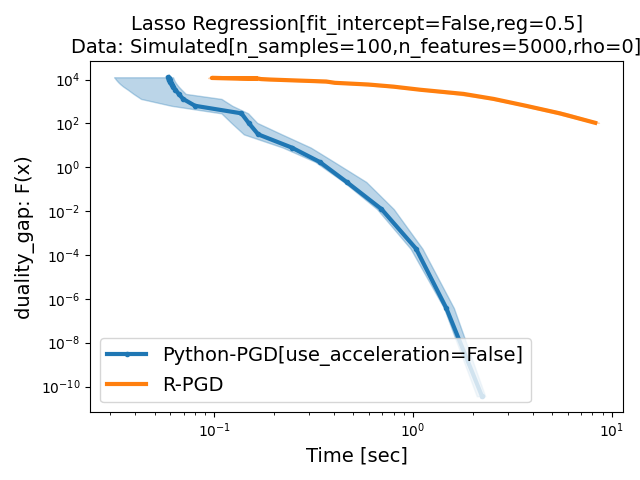 Lasso Regression[fit_intercept=False,reg=0.5]
Data: Simulated[n_samples=100,n_features=5000,rho=0]
duality_gap: F(x)
10^4
10^2
10^0
10^−2
10^−4
10^−6
10^−8
10^−10
Python-PGD[use_acceleration=False]
R-PGD
10^−1
10^0
10^1
Time [sec]